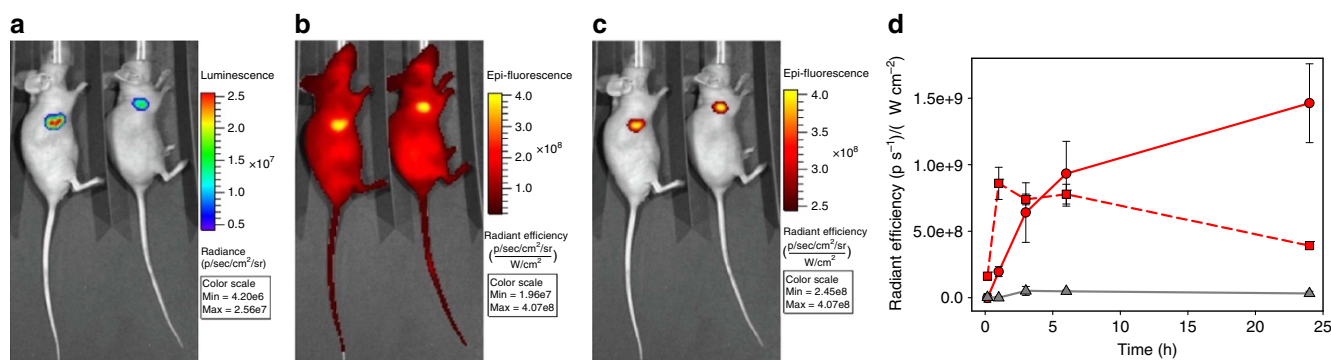 a
Luminescence
2.5
2.0
1.5
1.0
0.5
×10⁷
Radiance
(p/sec/cm²/sr)
Color scale
Min = 4.20e6
Max = 2.56e7
b
Epi-fluorescence
4.0
3.0
2.0
1.0
×10⁸
Radiant efficiency
(p/sec/cm²/sr
W/cm²)
Color scale
Min = 1.96e7
Max = 4.07e8
c
Epi-fluorescence
4.0
3.5
3.0
2.5
×10⁸
Radiant efficiency
(p/sec/cm²/sr
W/cm²)
Color scale
Min = 2.45e8
Max = 4.07e8
d
Radiant efficiency (p s⁻¹)/( W cm⁻²)
1.5e+9
1.0e+9
5.0e+8
0.0
0 5 10 15 20 25
Time (h)